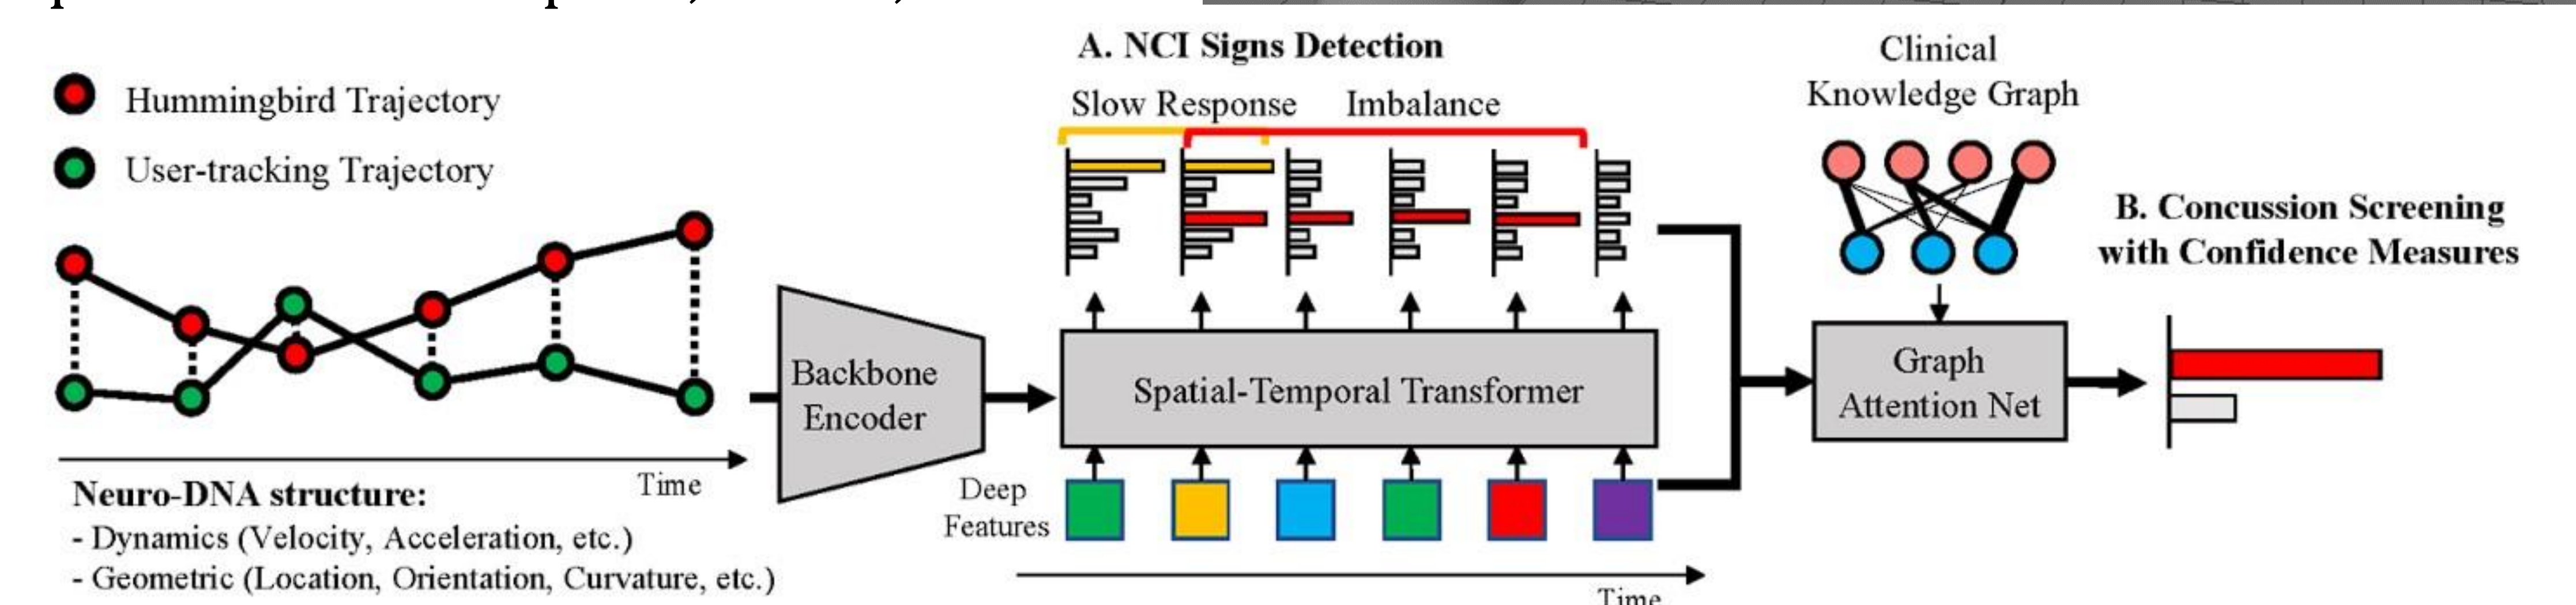 Hummingbird Trajectory
User-tracking Trajectory
Time
Neuro-DNA structure:
- Dynamics (Velocity, Acceleration, etc.)
- Geometric (Location, Orientation, Curvature, etc.)
Backbone
Encoder
A. NCI Signs Detection
Slow Response
Imbalance
Spatial-Temporal Transformer
Deep
Features
Time
Clinical
Knowledge Graph
Graph
Attention Net
B. Concussion Screening
with Confidence Measures